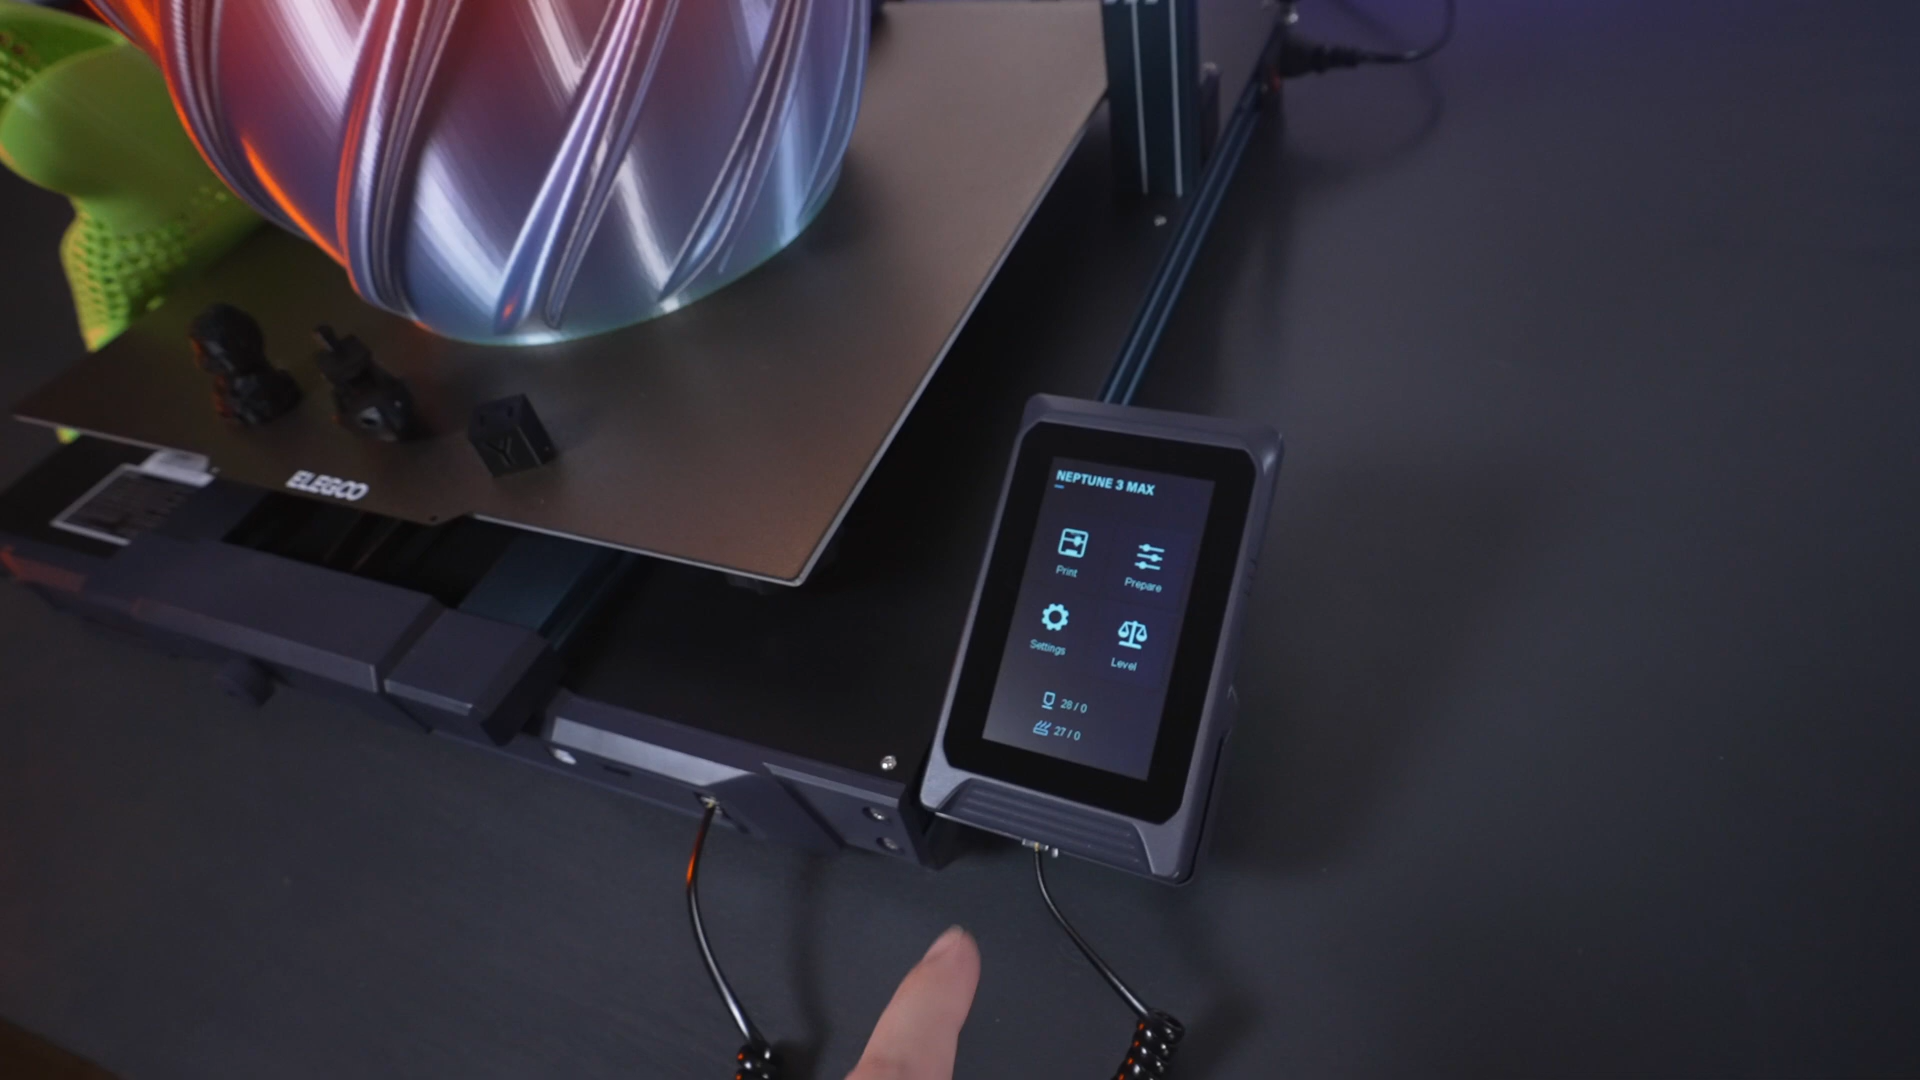 ELEGOO
Y
NEPTUNE 3 MAX
Print
Prepare
Settings
Level
28 / 0
27 / 0